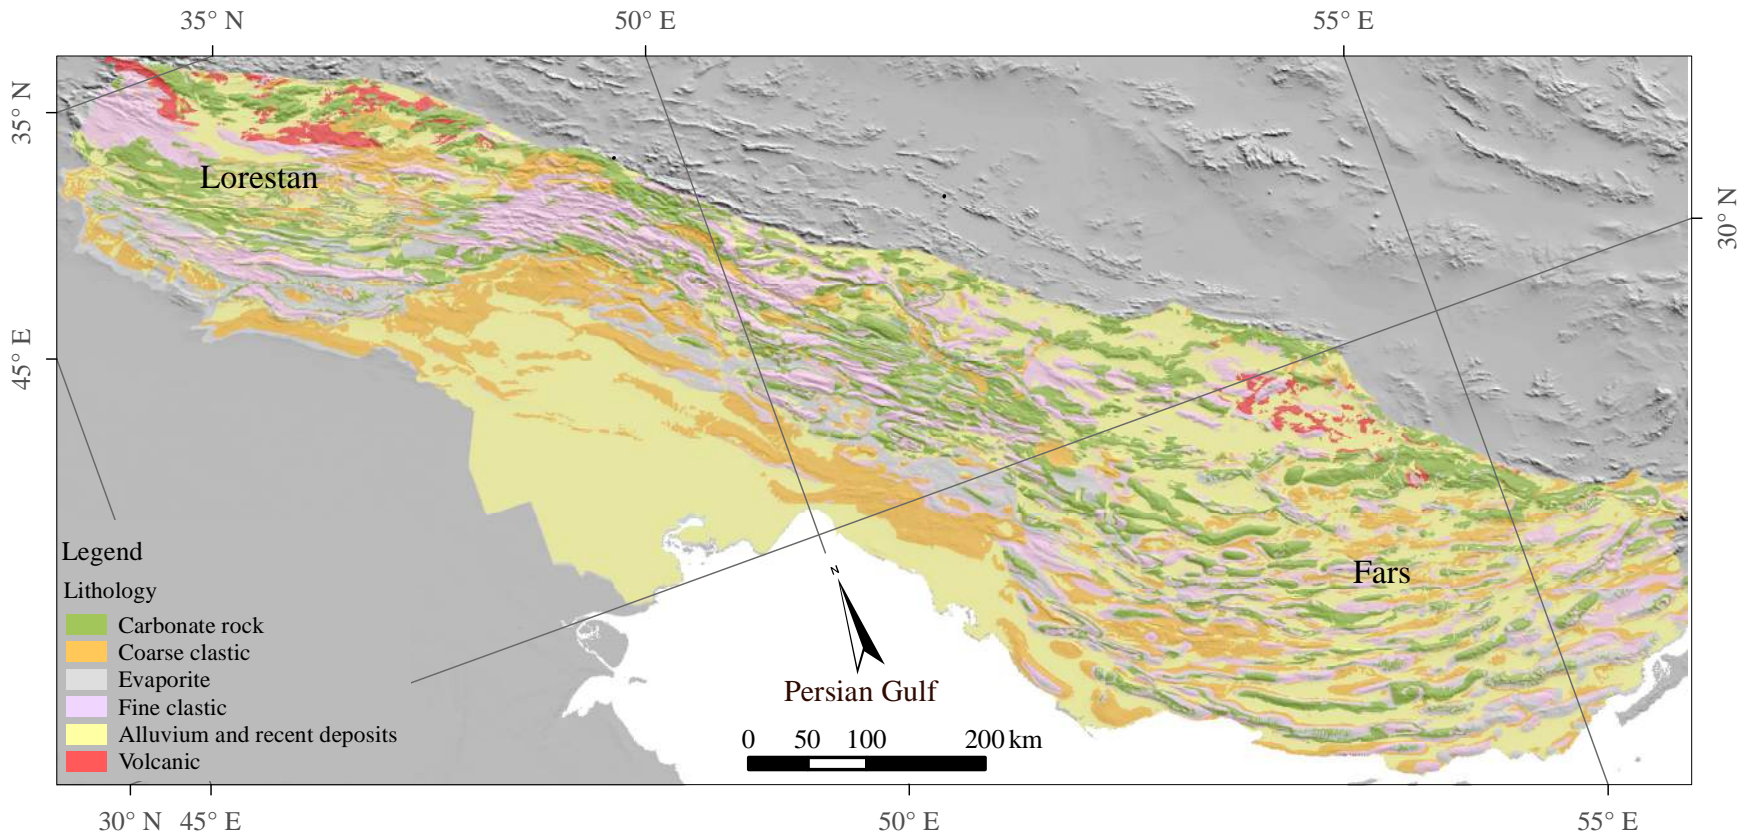 35° N
50° E
55° E
35° N
Lorestan
30° N
45° E
Legend
Lithology
Carbonate rock
Coarse clastic
Evaporite
Fine clastic
Alluvium and recent deposits
Volcanic
Fars
N
Persian Gulf
0 50 100 200 km
30° N 45° E 50° E 55° E